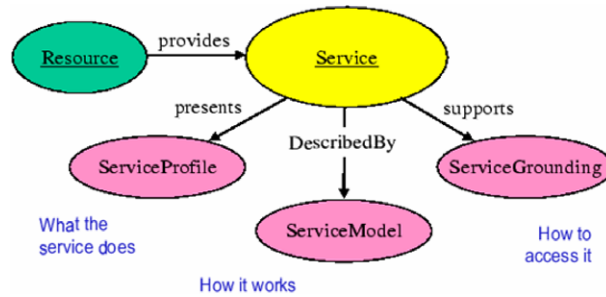 provides
Resource
Service
presents
supports
DescribedBy
ServiceProfile
ServiceGrounding
What the
service does
ServiceModel
How to
access it
How it works